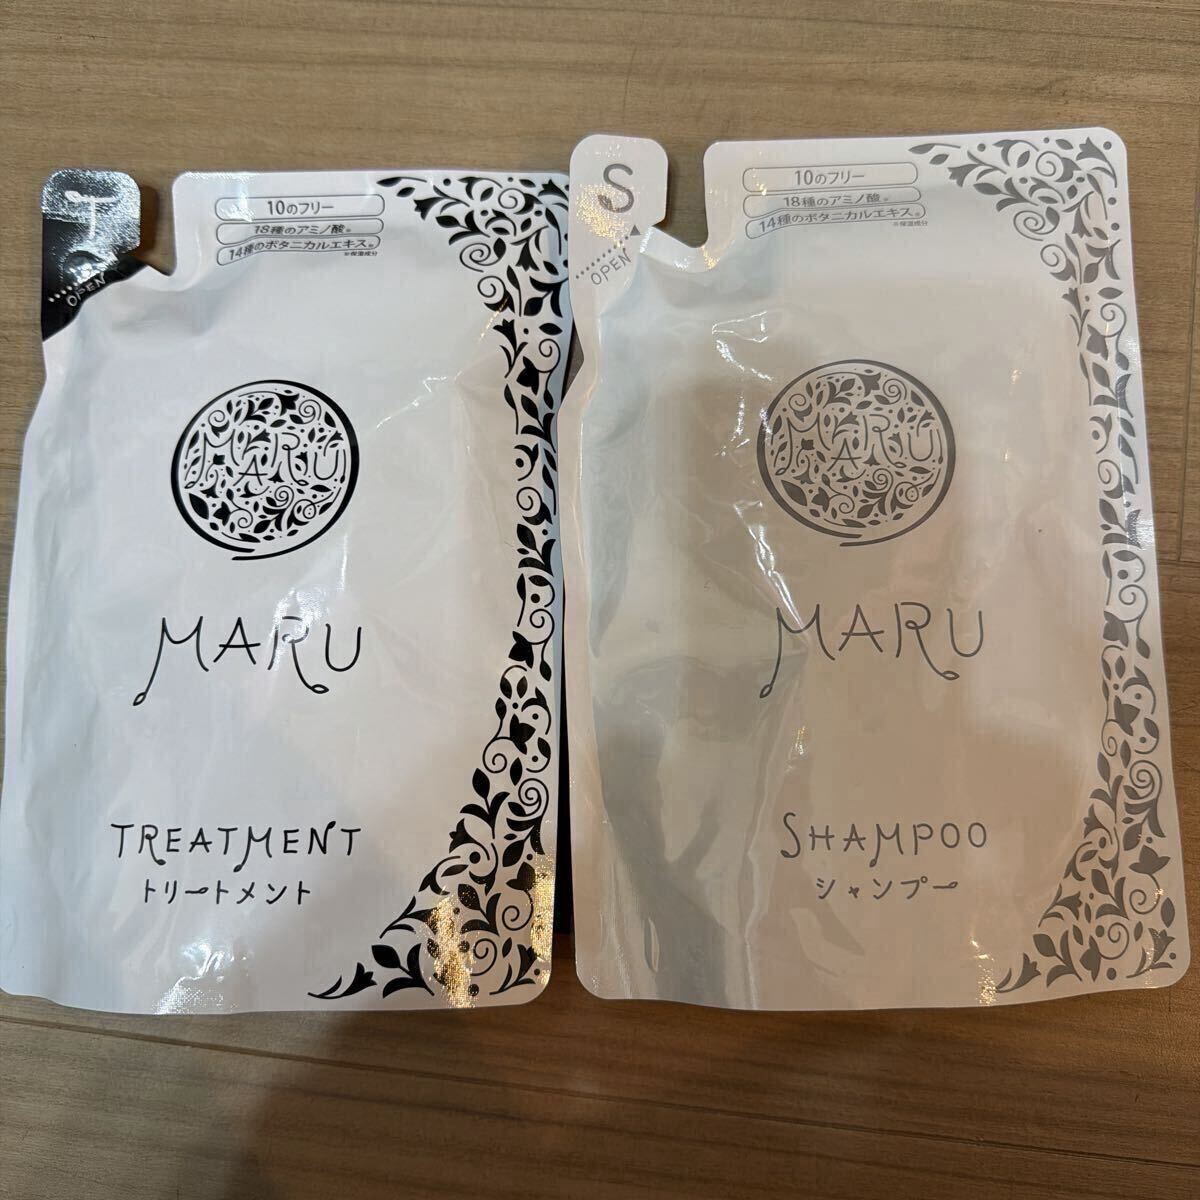 T
OPEN
10のフリー
18種のアミノ酸※
14種のボタニカルエキス※
※保湿成分
MARU
MARU
TREATMENT
トリートメント
S
OPEN
10のフリー
18種のアミノ酸※
14種のボタニカルエキス※
※保湿成分
MARU
MARU
SHAMPOO
シャンプー